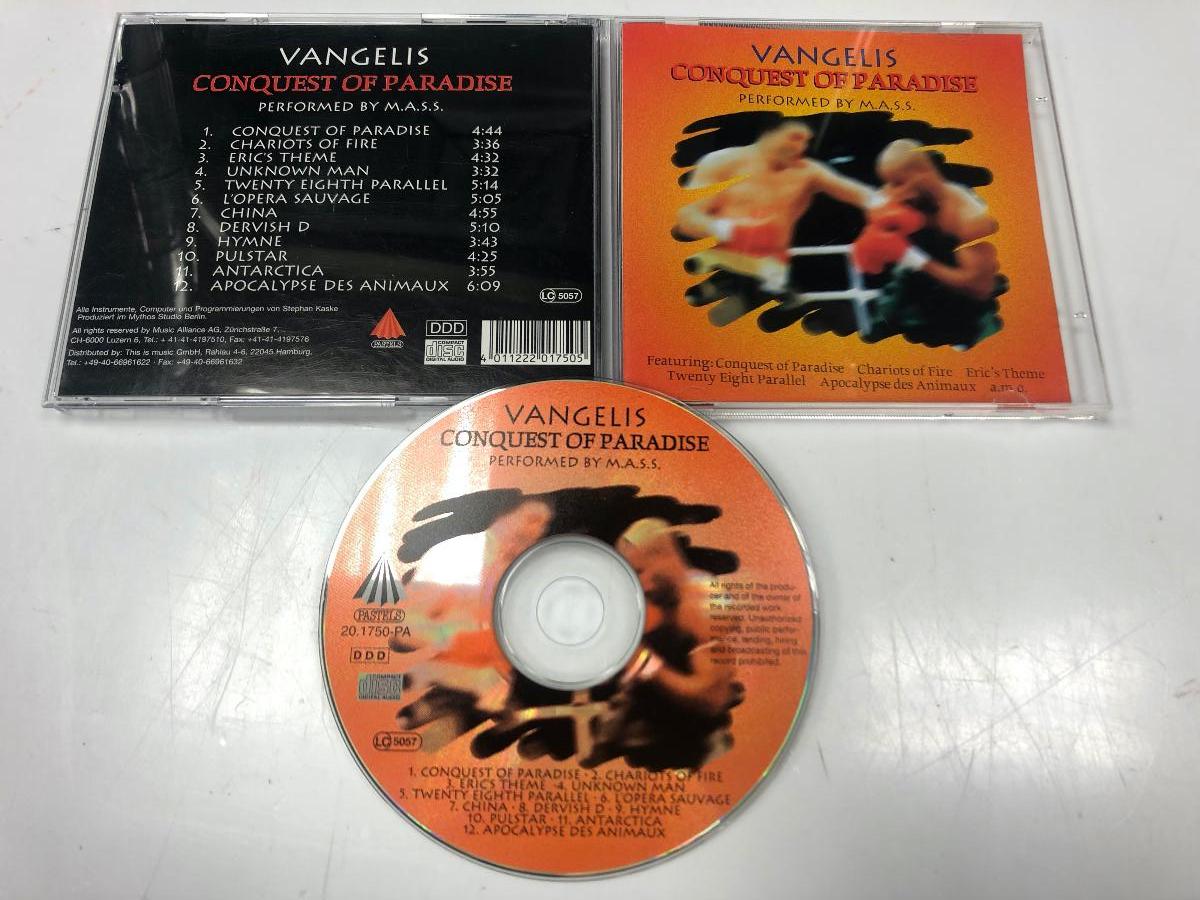 VANGELIS
CONQUEST OF PARADISE
PERFORMED BY M.A.S.S.
1. CONQUEST OF PARADISE 4:44
2. CHARIOTS OF FIRE 3:36
3. ERIC'S THEME 4:32
4. UNKNOWN MAN 3:32
5. TWENTY EIGHTH PARALLEL 5:14
6. L'OPERA SAUVAGE 5:05
7. CHINA 4:55
8. DERVISH D 5:10
9. HYMNE 3:43
10. PULSTAR 4:25
11. ANTARCTICA 3:55
12. APOCALYPSE DES ANIMAUX 6:09
LC 5057
Alle Instrumente, Computer und Programmierungen von Stephan Kaske
Produziert im Mythos Studio Berlin.
All rights reserved by Music Alliance AG, Zürichstraße 7,
CH-6000 Luzern 6, Tel.: + 41-41-4197510, Fax: +41-41-4197576
Distributed by: This is music GmbH, Rahlau 4-6, 22045 Hamburg,
Tel.: +49-40-66961622 · Fax: +49-40-66961632
PASTELS
DDD
COMPACT
disc
DIGITAL AUDIO
4 011222 017505
VANGELIS
CONQUEST OF PARADISE
PERFORMED BY M.A.S.S.
Featuring: Conquest of Paradise Chariots of Fire Eric's Theme
Twenty Eight Parallel Apocalypse des Animaux a.m.o.
VANGELIS
CONQUEST OF PARADISE
PERFORMED BY M.A.S.S.
PASTELS
20.1750-PA
DDD
COMPACT
disc
DIGITAL AUDIO
LC 5057
All rights of the produ-
cer and of the owner of
the recorded work
reserved. Unauthorized
copying, public perfor-
mance, lending, hiring
and broadcasting of this
record prohibited.
1. CONQUEST OF PARADISE · 2. CHARIOTS OF FIRE
3. ERIC'S THEME · 4. UNKNOWN MAN
5. TWENTY EIGHTH PARALLEL · 6. L'OPERA SAUVAGE
7. CHINA · 8. DERVISH D · 9. HYMNE
10. PULSTAR · 11. ANTARCTICA
12. APOCALYPSE DES ANIMAUX